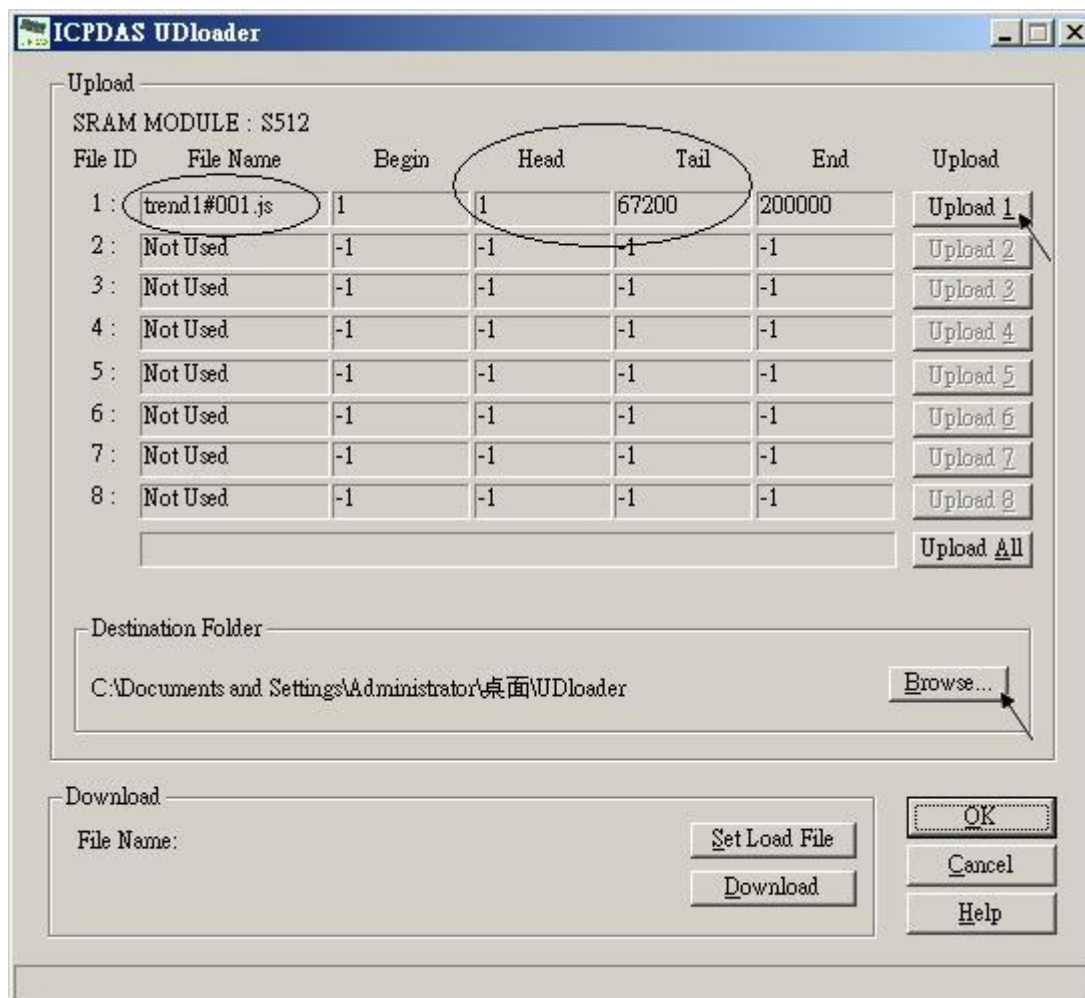 ICPDAS UDloader
Upload
SRAM MODULE : S512
File ID File Name Begin Head Tail End Upload
1 : trend1#001.js 1 1 67200 200000 Upload 1
2 : Not Used -1 -1 -1 -1 Upload 2
3 : Not Used -1 -1 -1 -1 Upload 3
4 : Not Used -1 -1 -1 -1 Upload 4
5 : Not Used -1 -1 -1 -1 Upload 5
6 : Not Used -1 -1 -1 -1 Upload 6
7 : Not Used -1 -1 -1 -1 Upload 7
8 : Not Used -1 -1 -1 -1 Upload 8
Upload All
Destination Folder
C:\Documents and Settings\Administrator\桌面\UDloader Browse...
Download
File Name: Set Load File
Download
OK
Cancel
Help